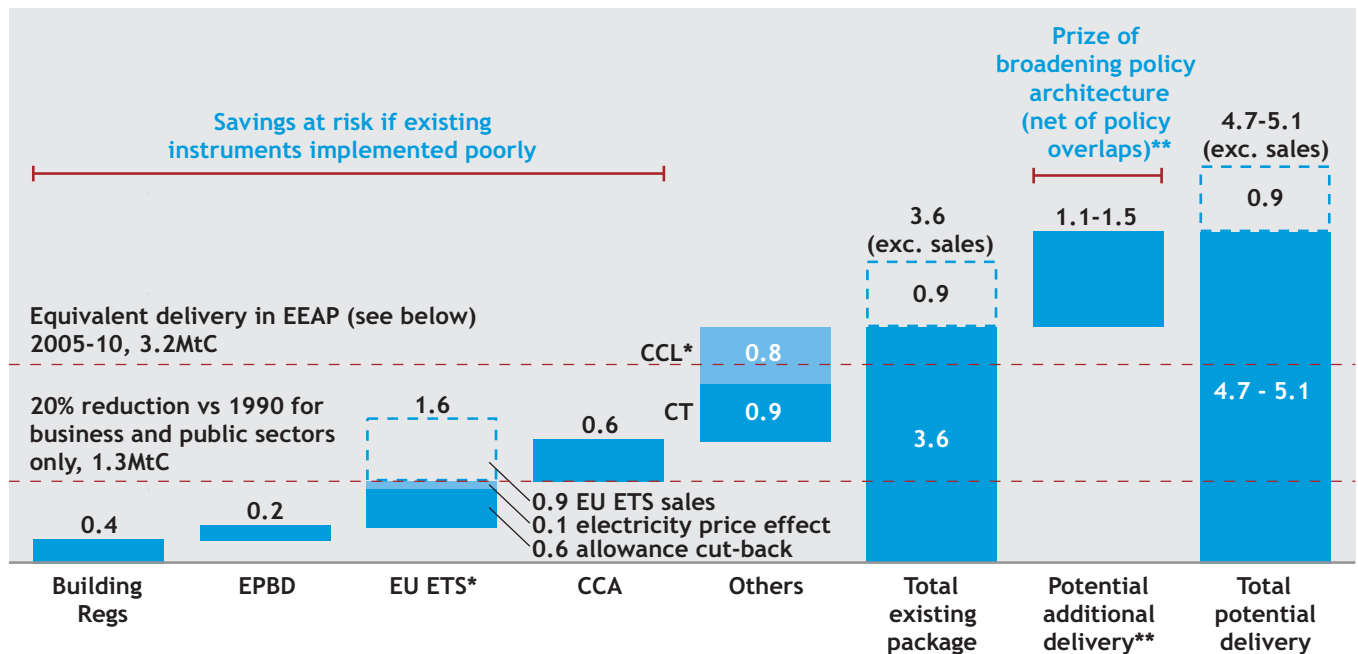 Prize of
broadening policy
architecture
(net of policy
overlaps)**
Savings at risk if existing
instruments implemented poorly
4.7-5.1
(exc. sales)
0.9
1.1-1.5
3.6
(exc. sales)
0.9
Equivalent delivery in EEAP (see below)
2005-10, 3.2MtC
CCL*
0.8
CT
0.9
20% reduction vs 1990 for
business and public sectors
only, 1.3MtC
1.6
0.6
3.6
4.7 - 5.1
0.4
0.2
0.9 EU ETS sales
0.1 electricity price effect
0.6 allowance cut-back
Building
Regs
EPBD
EU ETS*
CCA
Others
Total
existing
package
Potential
additional
delivery**
Total
potential
delivery